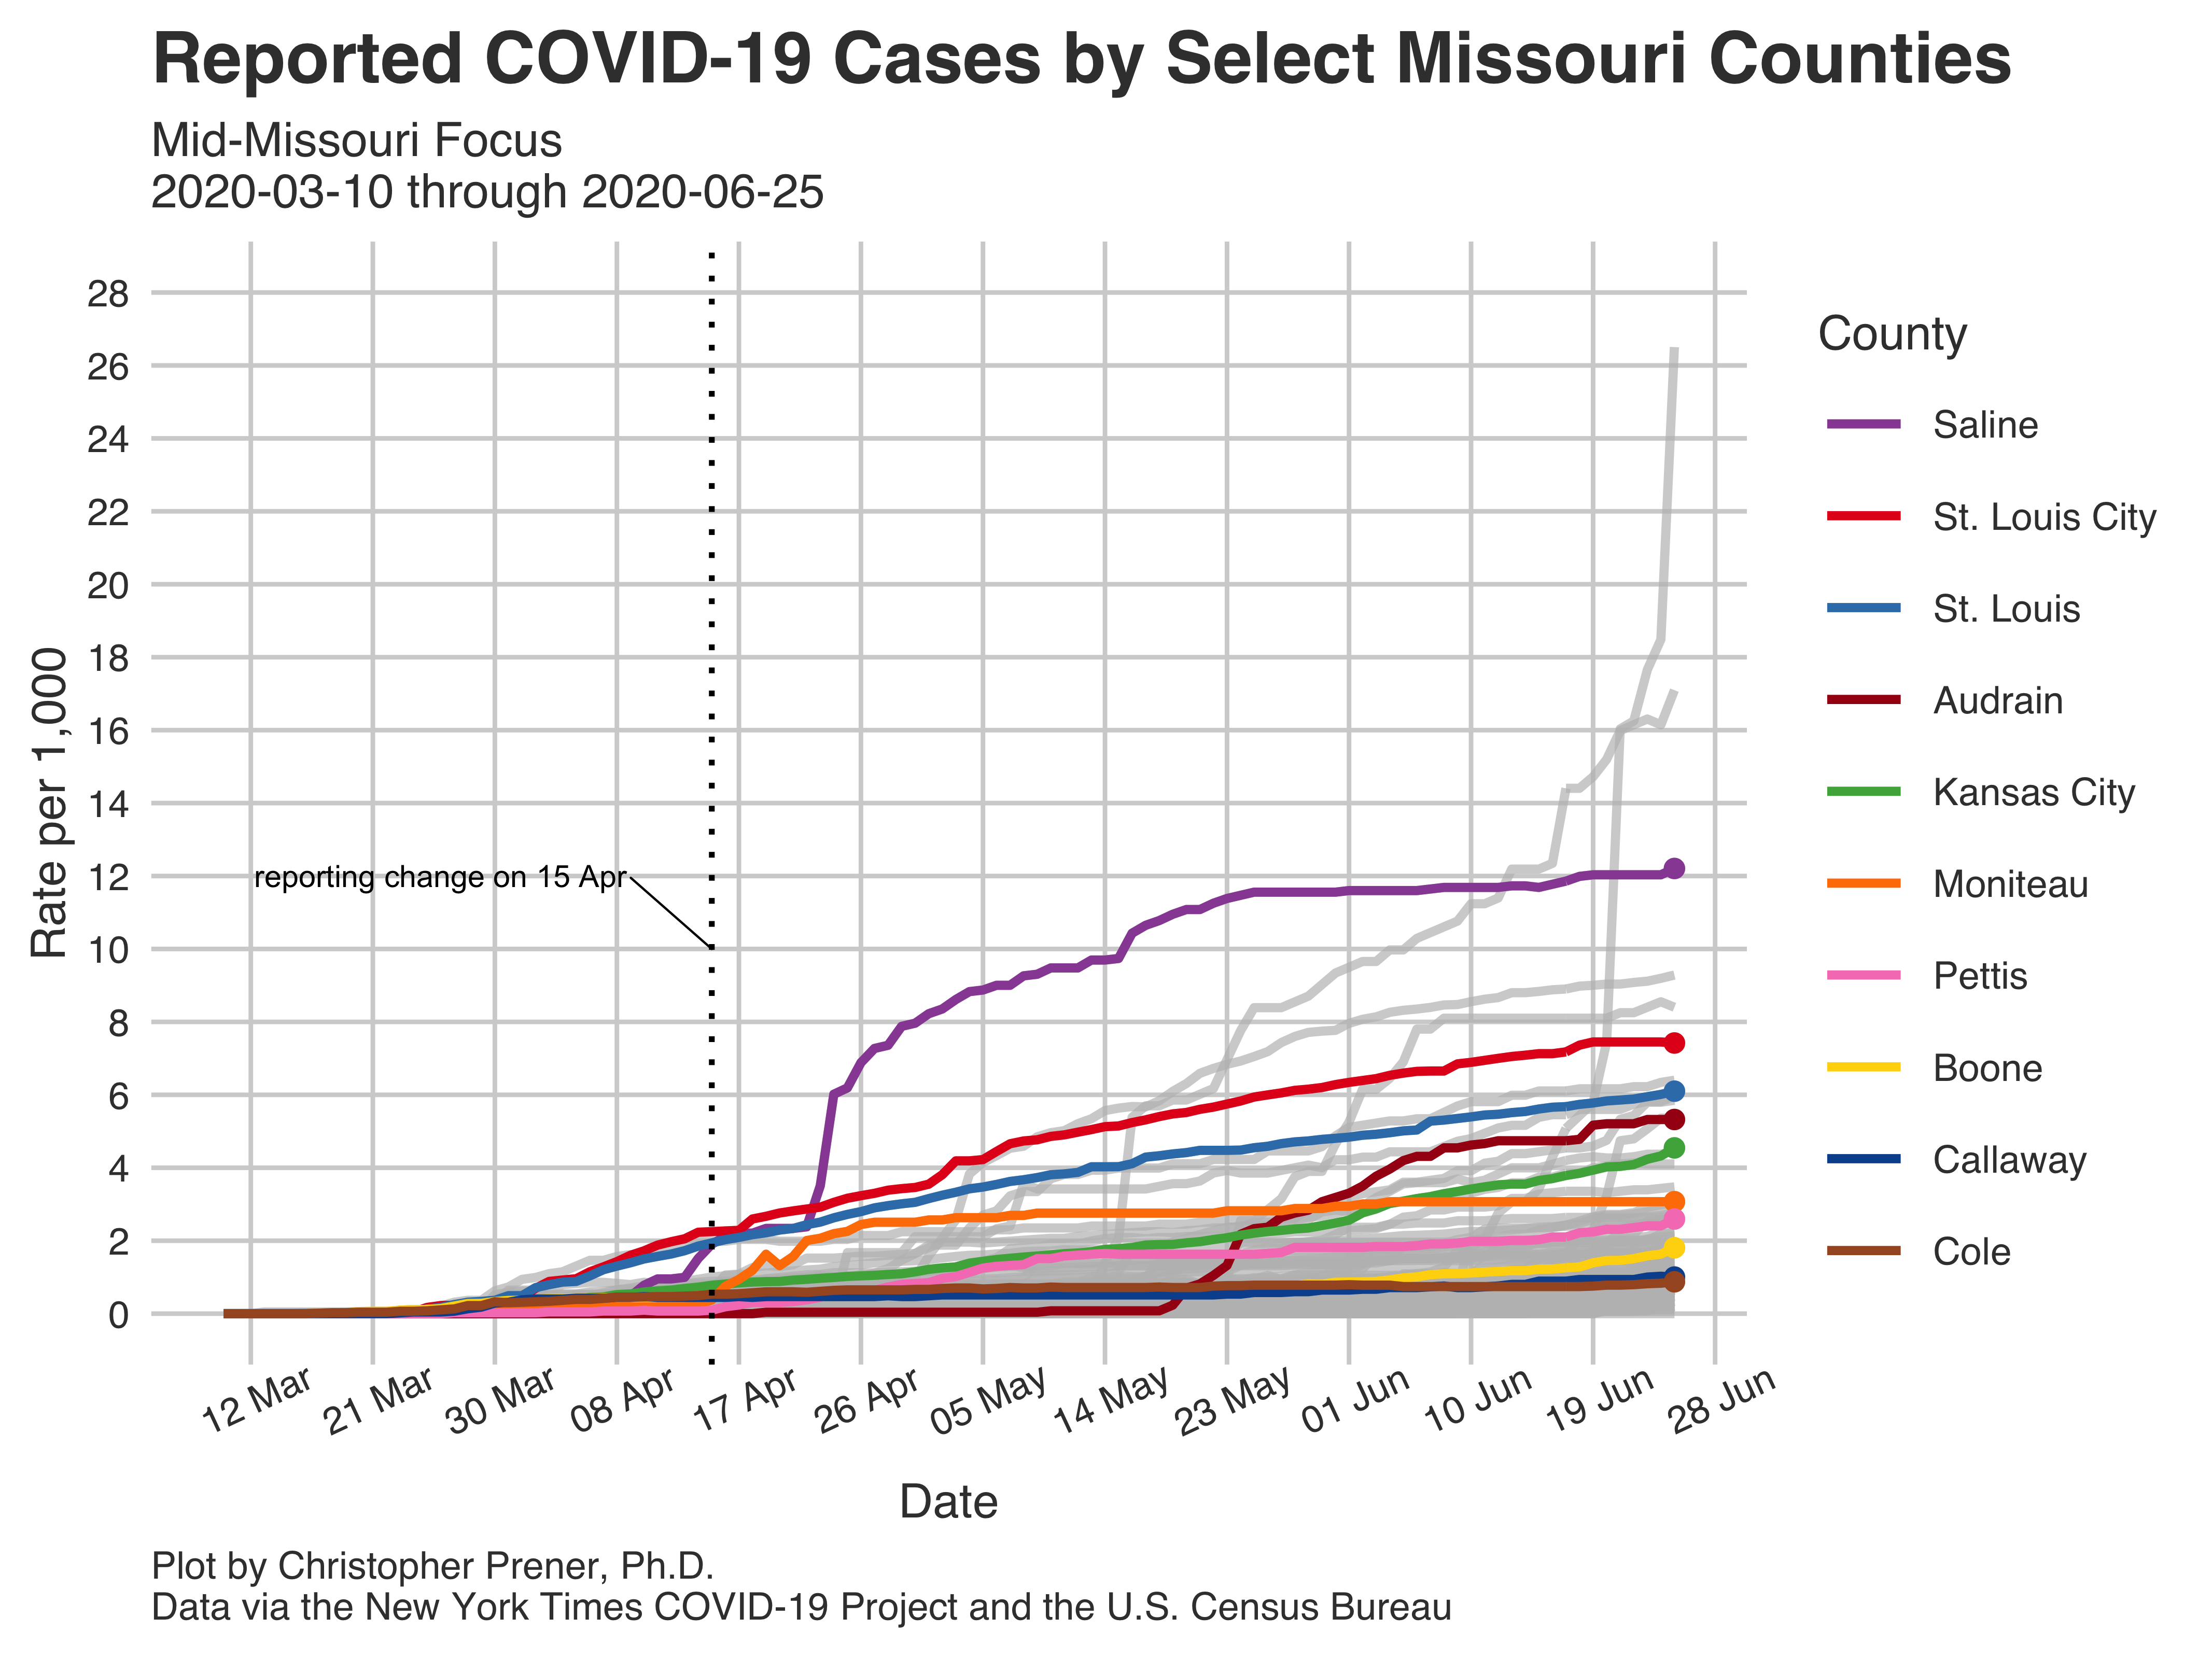 Reported COVID-19 Cases by Select Missouri Counties
Mid-Missouri Focus
2020-03-10 through 2020-06-25
Rate per 1,000
28
26
24
22
20
18
16
14
12
10
8
6
4
2
0
reporting change on 15 Apr
12 Mar
21 Mar
30 Mar
08 Apr
17 Apr
26 Apr
05 May
14 May
23 May
01 Jun
10 Jun
19 Jun
28 Jun
Date
County
Saline
St. Louis City
St. Louis
Audrain
Kansas City
Moniteau
Pettis
Boone
Callaway
Cole
Plot by Christopher Prener, Ph.D.
Data via the New York Times COVID-19 Project and the U.S. Census Bureau